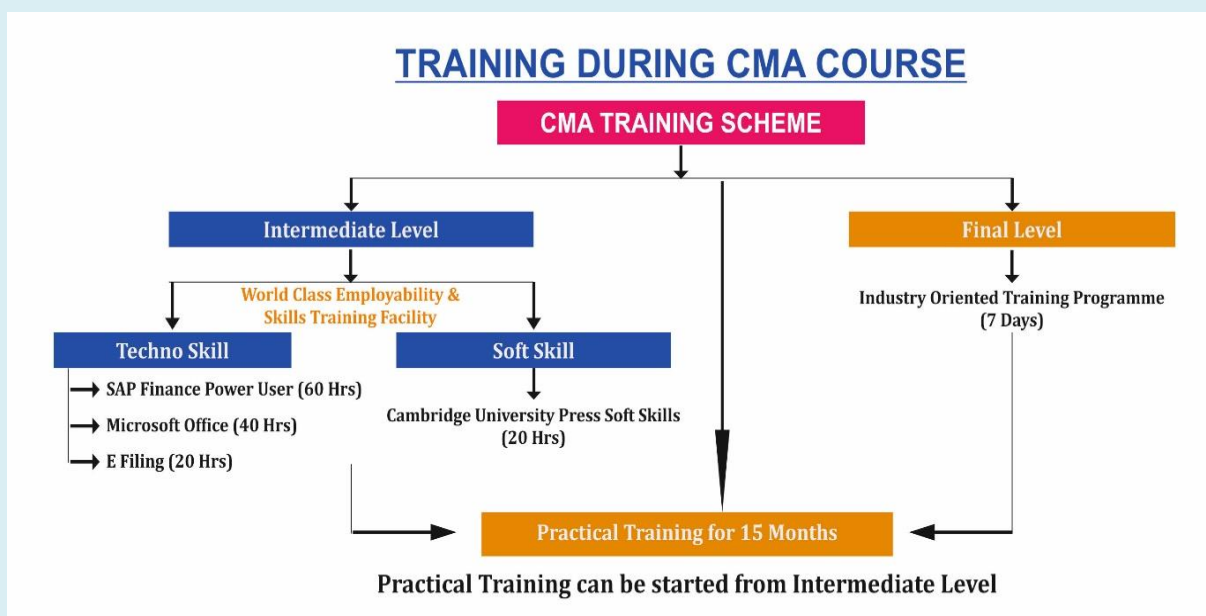 TRAINING DURING CMA COURSE
CMA TRAINING SCHEME
Intermediate Level
Final Level
World Class Employability &
Skills Training Facility
Industry Oriented Training Programme
(7 Days)
Techno Skill
Soft Skill
SAP Finance Power User (60 Hrs)
Microsoft Office (40 Hrs)
E Filing (20 Hrs)
Cambridge University Press Soft Skills
(20 Hrs)
Practical Training for 15 Months
Practical Training can be started from Intermediate Level